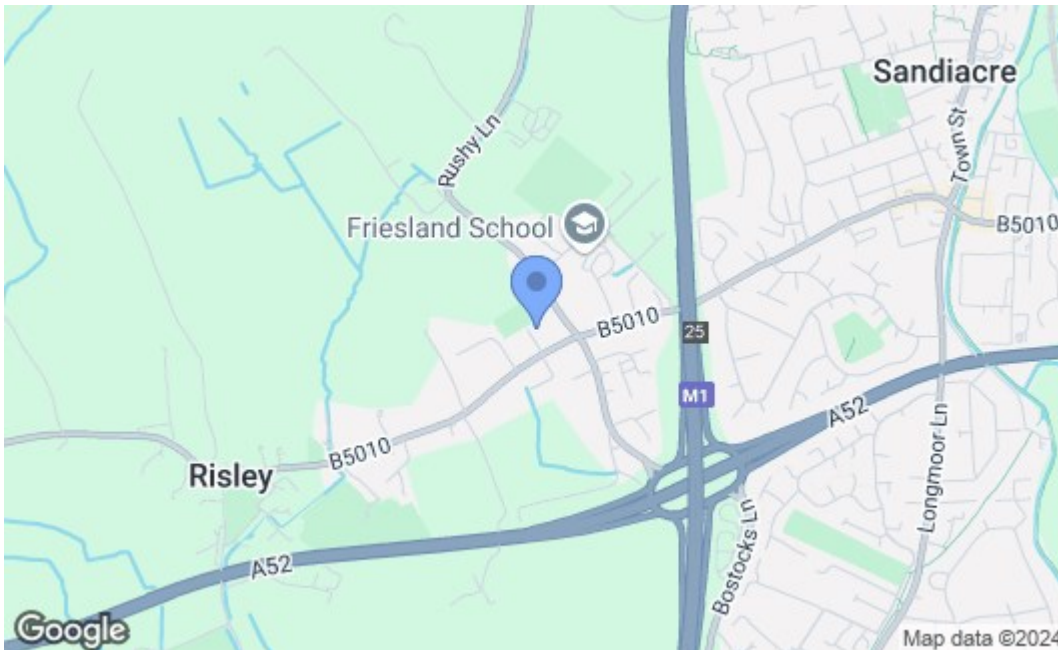 Sandiacre
Rushy Ln
Town St
Friesland School
B5010
B5010
25
M1
A52
Longmoor Ln
B5010
Risley
A52
Bostocks Ln
Google
Map data ©2024